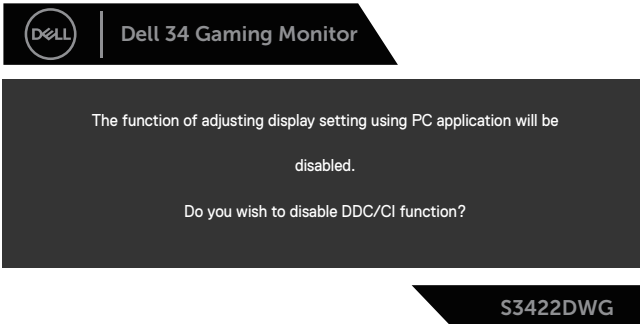 DELL
Dell 34 Gaming Monitor
The function of adjusting display setting using PC application will be
disabled.
Do you wish to disable DDC/CI function?
S3422DWG